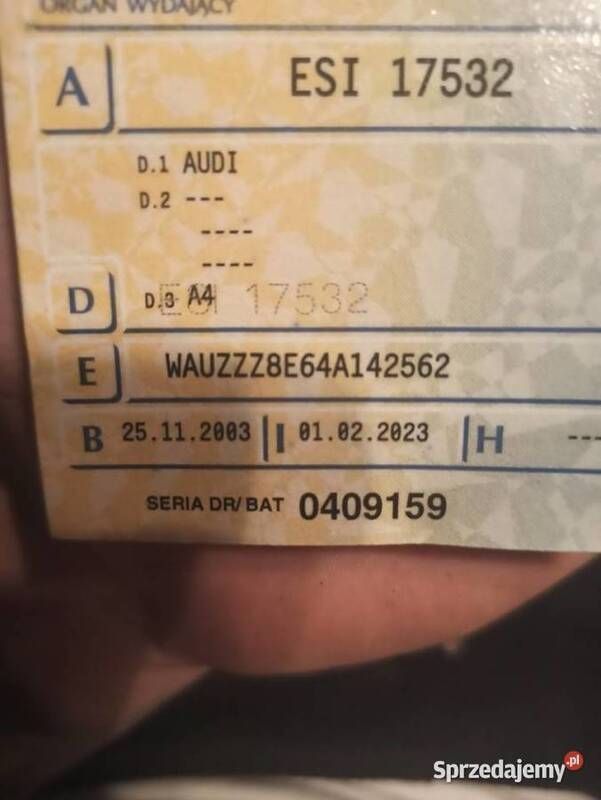 ORGAN WYDAJĄCY
A ESI 17532
D.1 AUDI
D.2 ---
----
----
D D.3 A4
ESI 17532
E WAUZZZ8E64A142562
B 25.11.2003 I 01.02.2023 H ---
SERIA DR/BAT 0409159
Sprzedajemy.pl